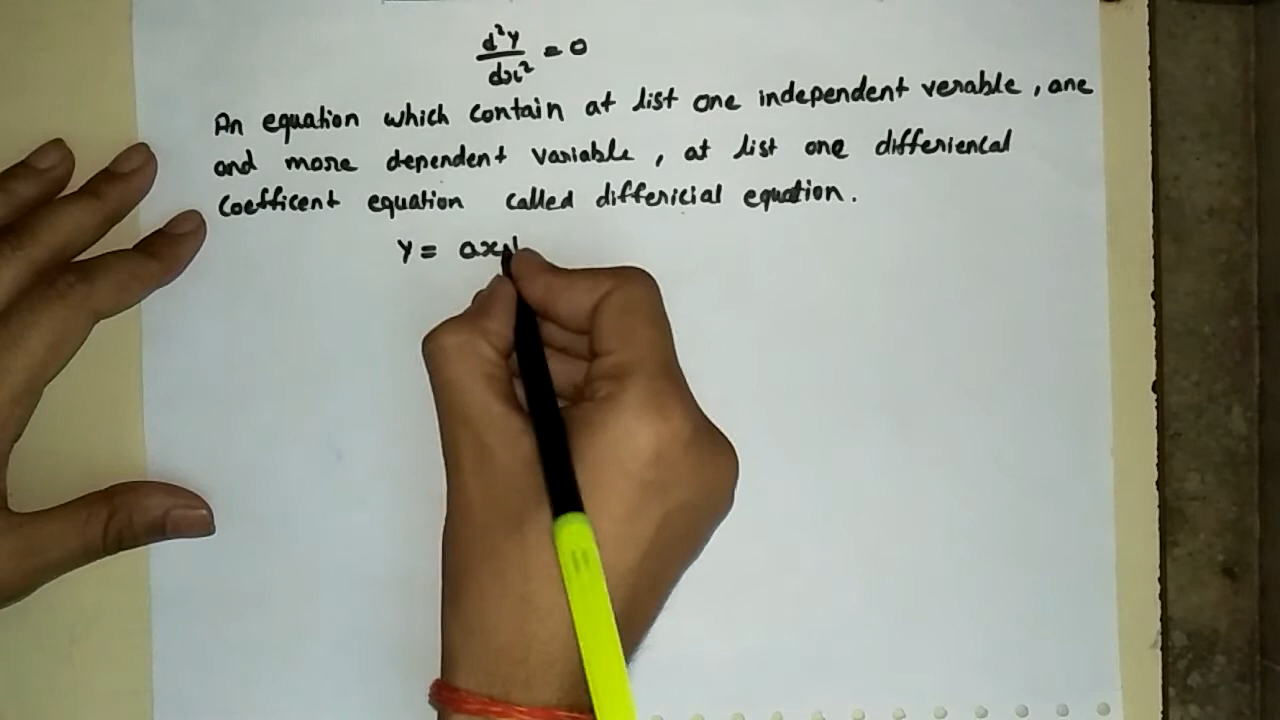 d²y/dx² = 0
An equation which contain at list one independent verable, one
and more dependent variable, at list one differiencal
Coefficent equation called differicial equation.
y = ax